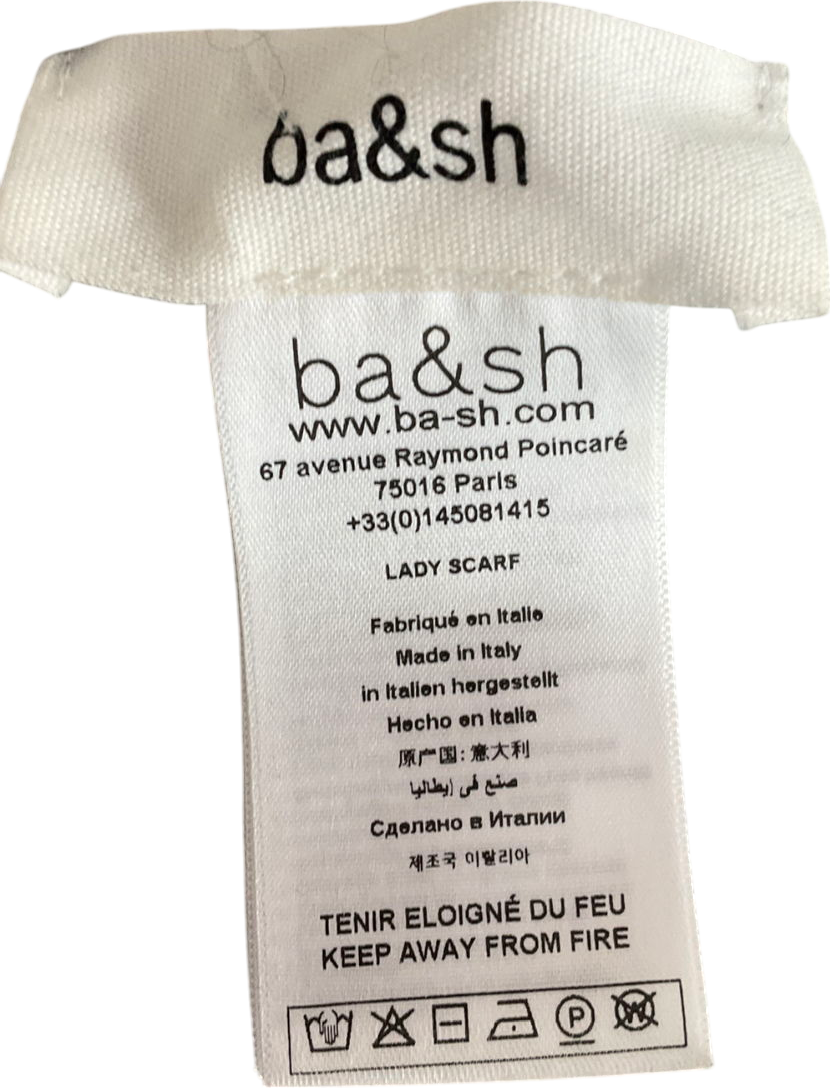 ba&sh
ba&sh
www.ba-sh.com
67 avenue Raymond Poincaré
75016 Paris
+33(0)145081415
LADY SCARF
Fabriqué en Italie
Made in Italy
in Italien hergestellt
Hecho en Italia
原产国: 意大利
صنع في إيطاليا
Сделано в Италии
제조국 이탈리아
TENIR ELOIGNÉ DU FEU
KEEP AWAY FROM FIRE
P W